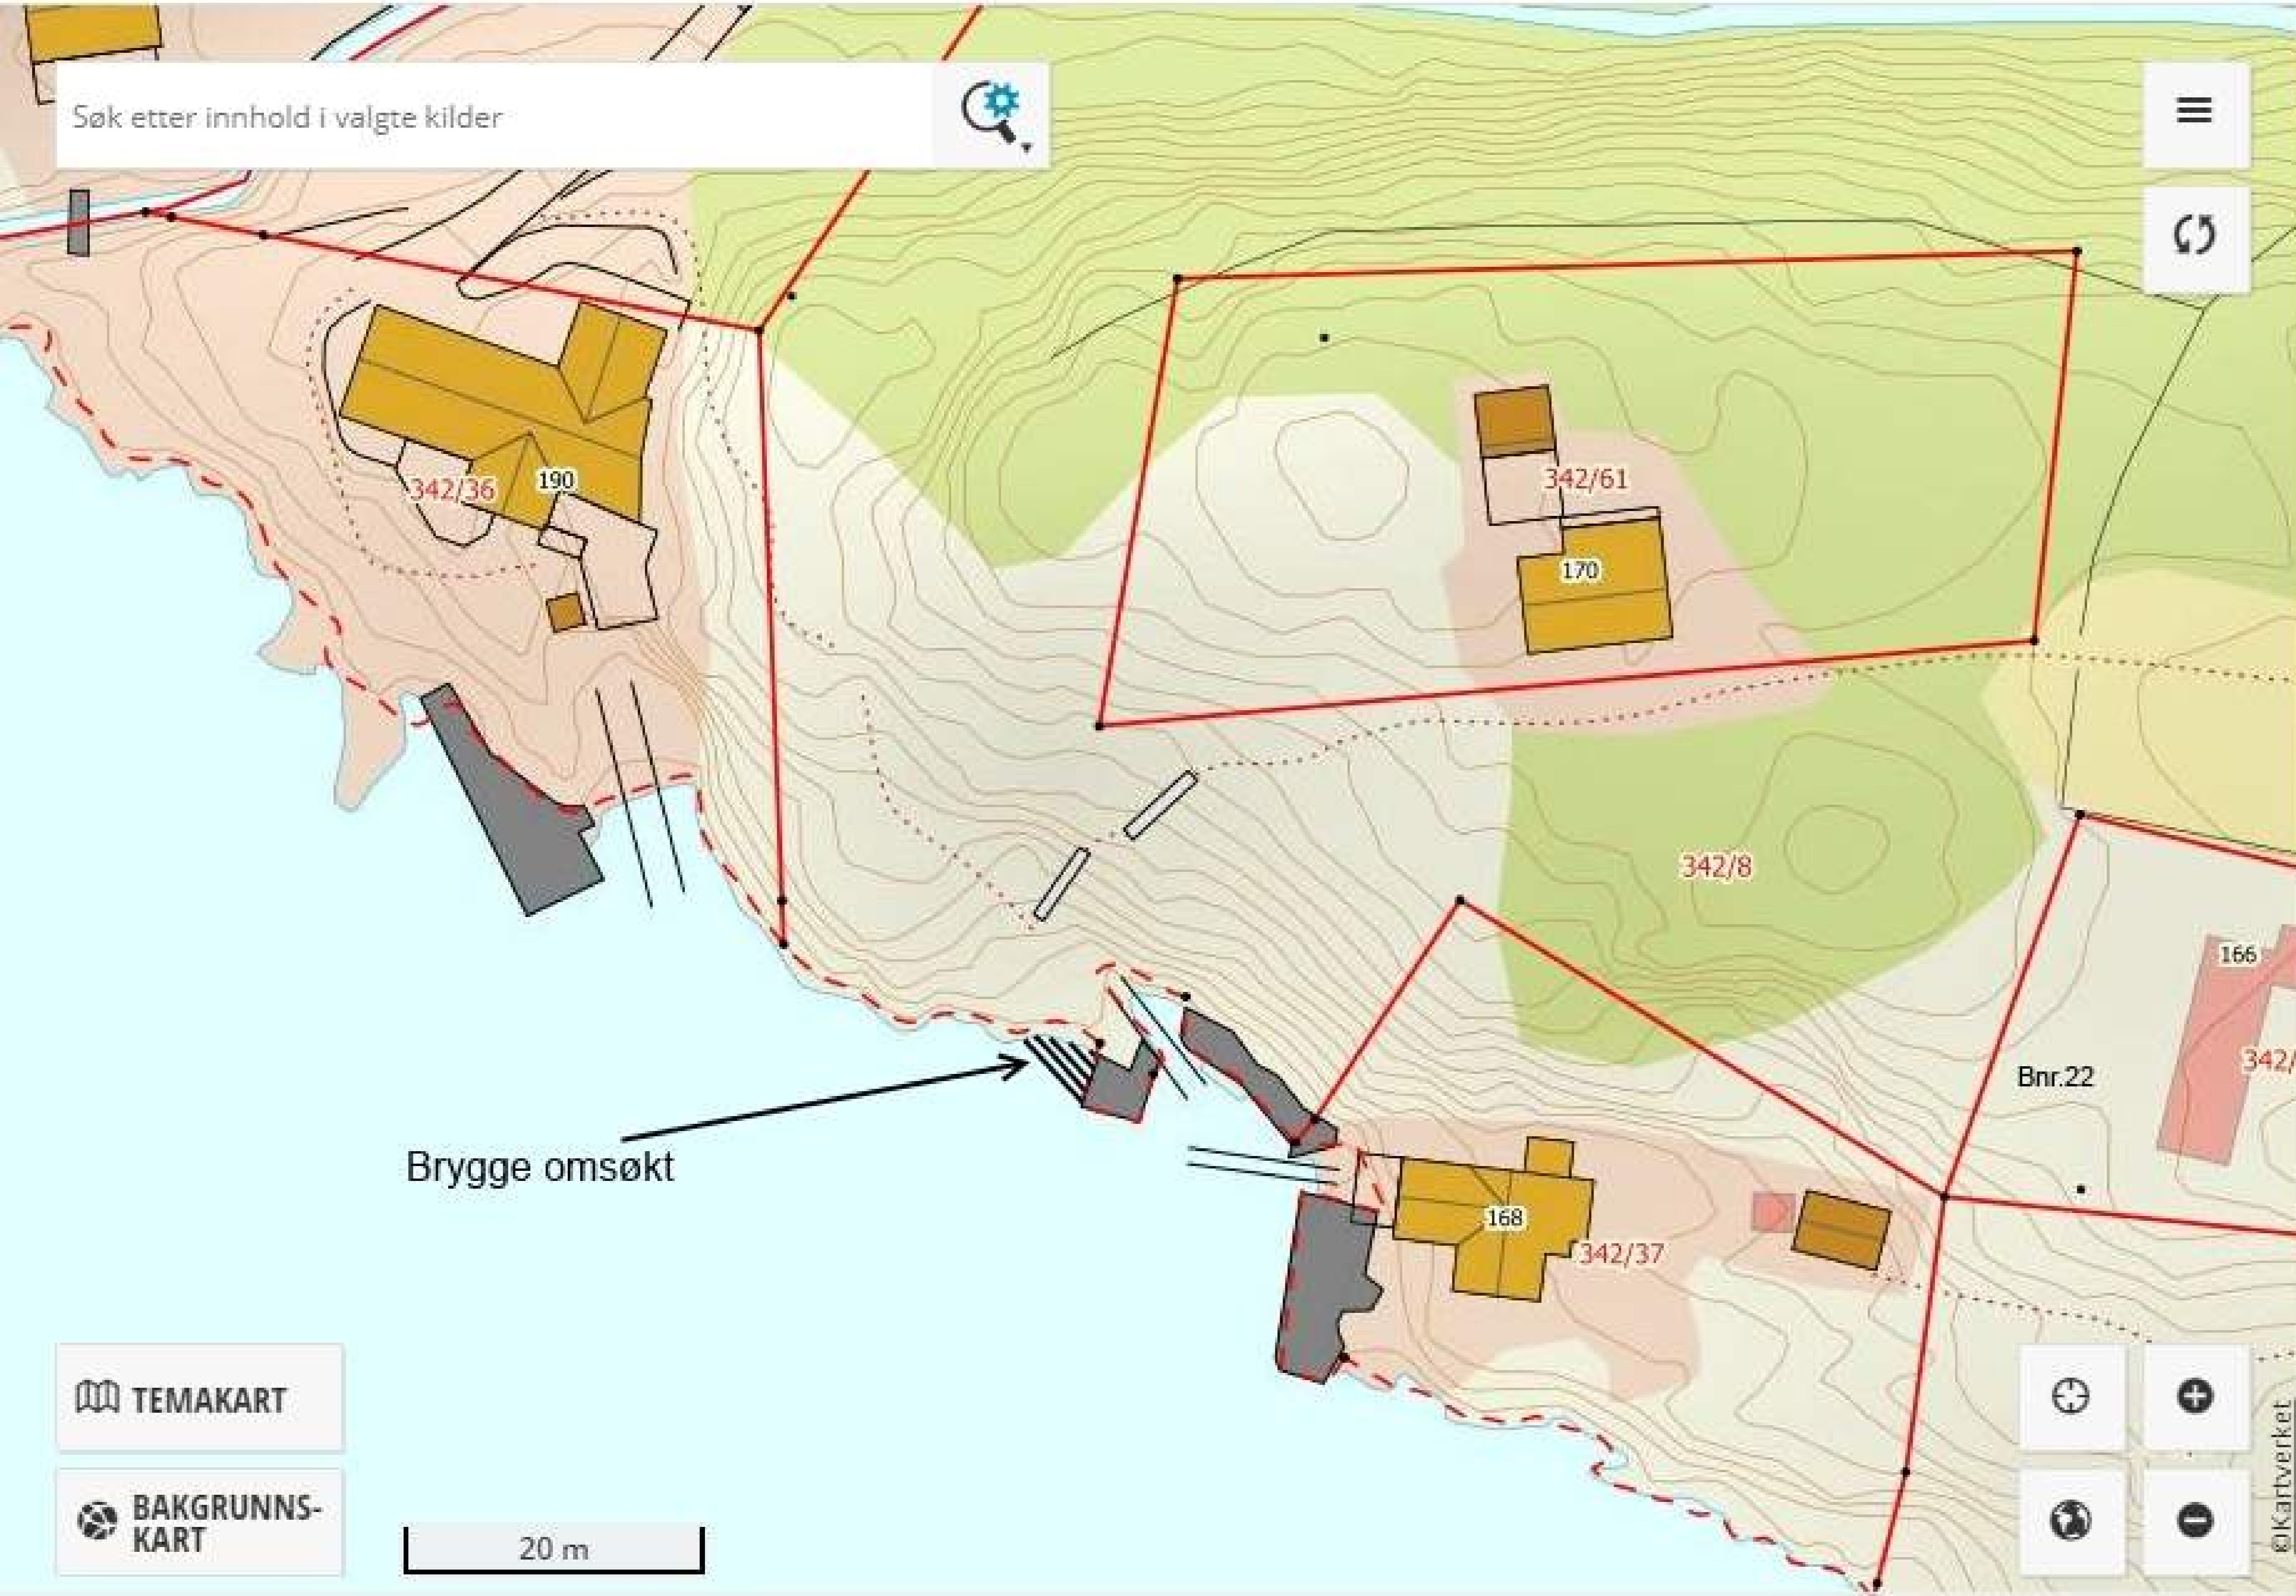 Søk etter innhold i valgte kilder
342/36
190
342/61
170
342/8
166
342/
Bnr.22
Brygge omsøkt
168
342/37
TEMAKART
BAKGRUNNS-
KART
20 m
©Kartverket